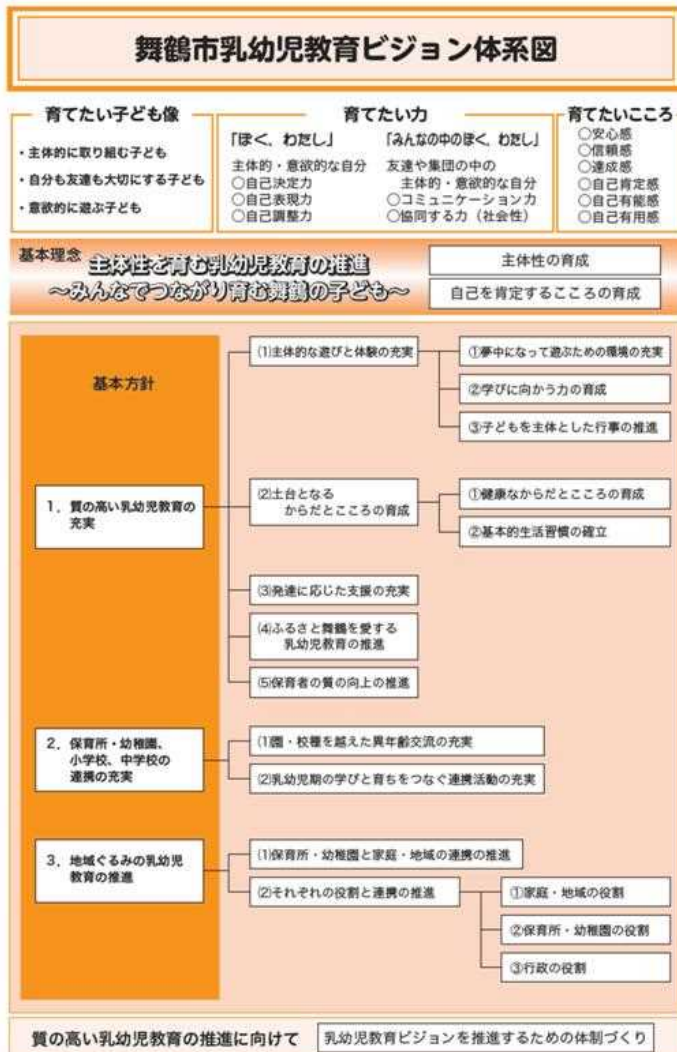 舞鶴市乳幼児教育ビジョン体系図
育てたい子ども像
・主体的に取り組む子ども
・自分も友達も大切にする子ども
・意欲的に遊ぶ子ども
育てたい力
「ぼく、わたし」
主体的・意欲的な自分
○自己決定力
○自己表現力
○自己調整力
「みんなの中のぼく、わたし」
友達や集団の中の
主体的・意欲的な自分
○コミュニケーション力
○協同する力（社会性）
育てたいこころ
○安心感
○信頼感
○達成感
○自己肯定感
○自己有能感
○自己有用感
基本理念
主体性を育む乳幼児教育の推進
～みんなでつながり育む舞鶴の子ども～
主体性の育成
自己を肯定するこころの育成
基本方針
1．質の高い乳幼児教育の
充実
⑴主体的な遊びと体験の充実
①夢中になって遊ぶための環境の充実
②学びに向かう力の育成
③子どもを主体とした行事の推進
⑵土台となる
からだとこころの育成
①健康なからだとこころの育成
②基本的生活習慣の確立
⑶発達に応じた支援の充実
⑷ふるさと舞鶴を愛する
乳幼児教育の推進
⑸保育者の質の向上の推進
2．保育所・幼稚園、
小学校、中学校の
連携の充実
⑴園・校種を越えた異年齢交流の充実
⑵乳幼児期の学びと育ちをつなぐ連携活動の充実
3．地域ぐるみの乳幼児
教育の推進
⑴保育所・幼稚園と家庭・地域の連携の推進
⑵それぞれの役割と連携の推進
①家庭・地域の役割
②保育所・幼稚園の役割
③行政の役割
質の高い乳幼児教育の推進に向けて
乳幼児教育ビジョンを推進するための体制づくり